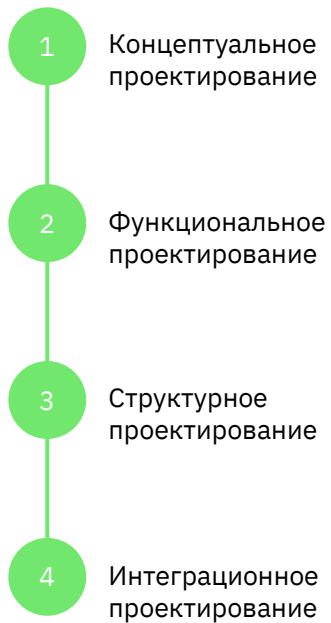 1
Концептуальное
проектирование
2
Функциональное
проектирование
3
Структурное
проектирование
4
Интеграционное
проектирование